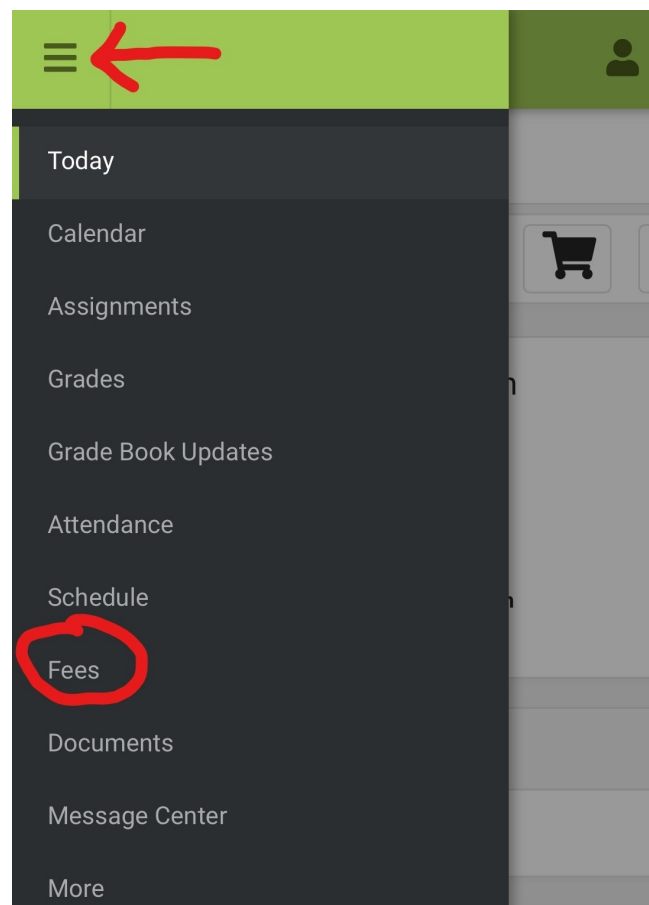 Today
Calendar
Assignments
Grades
Grade Book Updates
Attendance
Schedule
Fees
Documents
Message Center
More